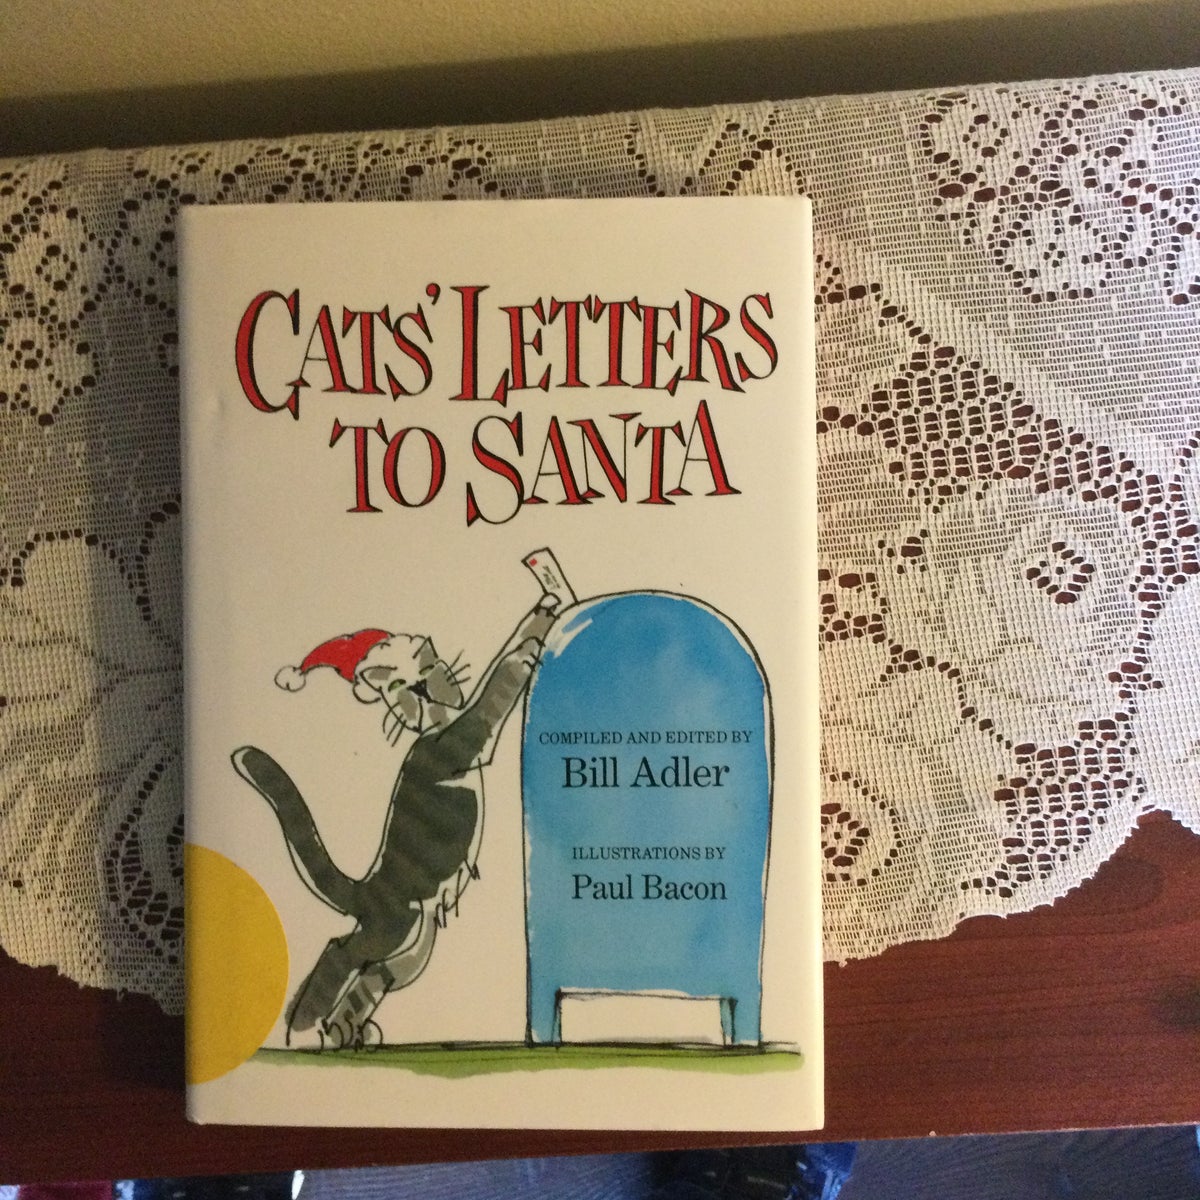 CATS' LETTERS
TO SANTA
COMPILED AND EDITED BY
Bill Adler
ILLUSTRATIONS BY
Paul Bacon